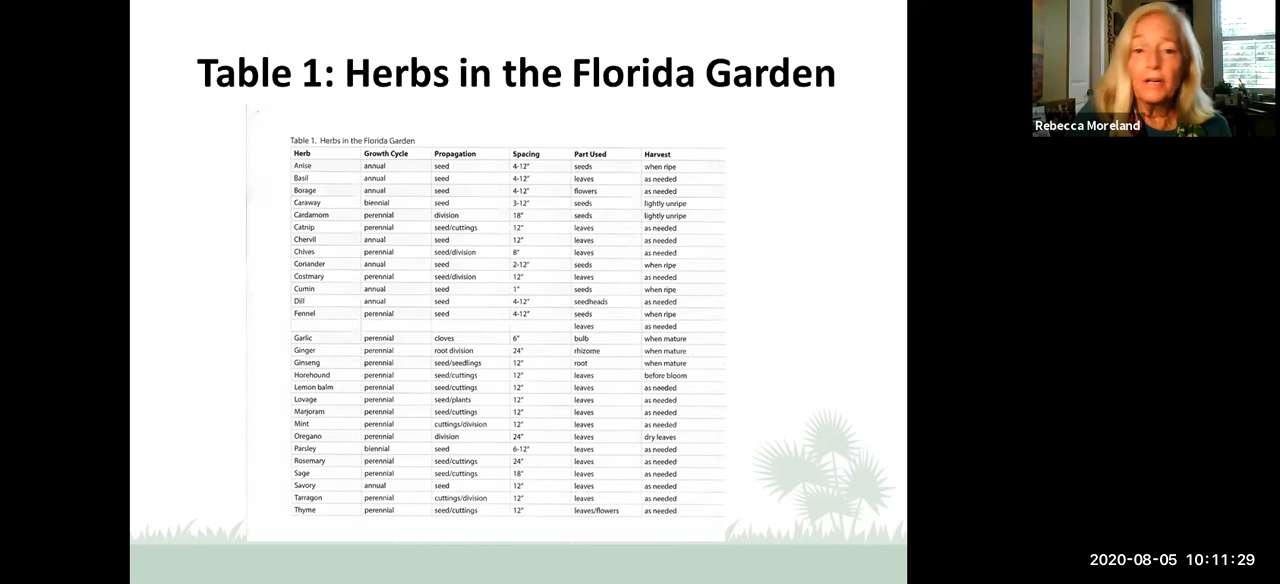 Table 1: Herbs in the Florida Garden
Table 1. Herbs in the Florida Garden
Herb Growth Cycle Propagation Spacing Part Used Harvest
Anise annual seed 4-12" seeds when ripe
Basil annual seed 4-12" leaves as needed
Borage annual seed 4-12" flowers as needed
Caraway biennial seed 3-12" seeds lightly unripe
Cardamom perennial division 18" seeds lightly unripe
Catnip perennial seed/cuttings 12" leaves as needed
Chervil annual seed 12" leaves as needed
Chives perennial seed/division 8" leaves as needed
Coriander annual seed 2-12" seeds when ripe
Costmary perennial seed/division 12" leaves as needed
Cumin annual seed 1" seeds when ripe
Dill annual seed 4-12" seedheads as needed
Fennel perennial seed 4-12" seeds when ripe
leaves as needed
Garlic perennial cloves 6" bulb when mature
Ginger perennial root division 24" rhizome when mature
Ginseng perennial seed/seedlings 12" root when mature
Horehound perennial seed/cuttings 12" leaves before bloom
Lemon balm perennial seed/cuttings 12" leaves as needed
Lovage perennial seed/plants 12" leaves as needed
Marjoram perennial seed/cuttings 12" leaves as needed
Mint perennial cuttings/division 12" leaves as needed
Oregano perennial division 24" leaves dry leaves
Parsley biennial seed 6-12" leaves as needed
Rosemary perennial seed/cuttings 24" leaves as needed
Sage perennial seed/cuttings 18" leaves as needed
Savory annual seed 12" leaves as needed
Tarragon perennial cuttings/division 12" leaves as needed
Thyme perennial seed/cuttings 12" leaves/flowers as needed
Rebecca Moreland
2020-08-05 10:11:29